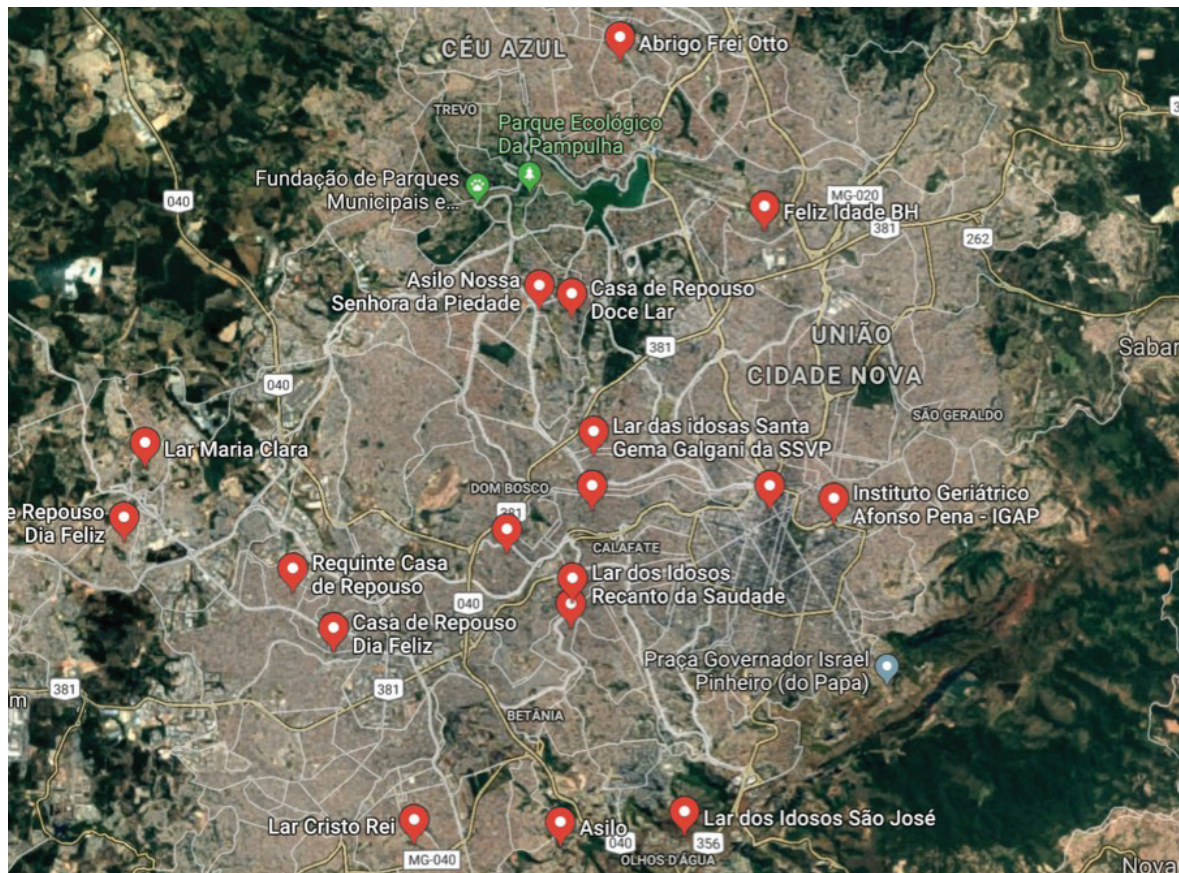 CÉU AZUL
Abrigo Frei Otto
TREVO
Parque Ecológico
Da Pampulha
Fundação de Parques
Municipais e...
040
MG-020
Feliz Idade BH
381
262
Asilo Nossa
Senhora da Piedade
Casa de Repouso
Doce Lar
UNIÃO
381
Sabar
CIDADE NOVA
040
SÃO GERALDO
Lar das idosas Santa
Gema Galgani da SSVP
Lar Maria Clara
DOM BOSCO
Instituto Geriátrico
Afonso Pena - IGAP
e Repouso
Dia Feliz
381
CALAFATE
Requinte Casa
de Repouso
Lar dos Idosos
Recanto da Saudade
040
Casa de Repouso
Dia Feliz
Praça Governador Israel
Pinheiro (do Papa)
381
381
m
BETÂNIA
Lar Cristo Rei
Asilo
Lar dos Idosos São José
040
356
MG-040
OLHOS D'ÁGUA
Nova